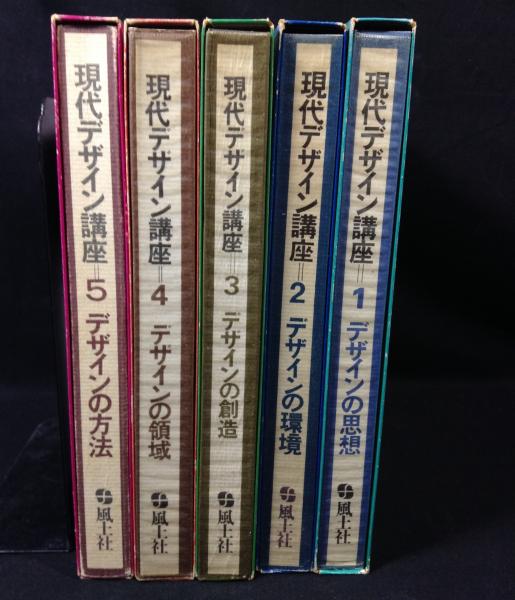 現代デザイン講座=1 デザインの思想 風土社
現代デザイン講座=2 デザインの環境 風土社
現代デザイン講座=3 デザインの創造 風土社
現代デザイン講座=4 デザインの領域 風土社
現代デザイン講座=5 デザインの方法 風土社